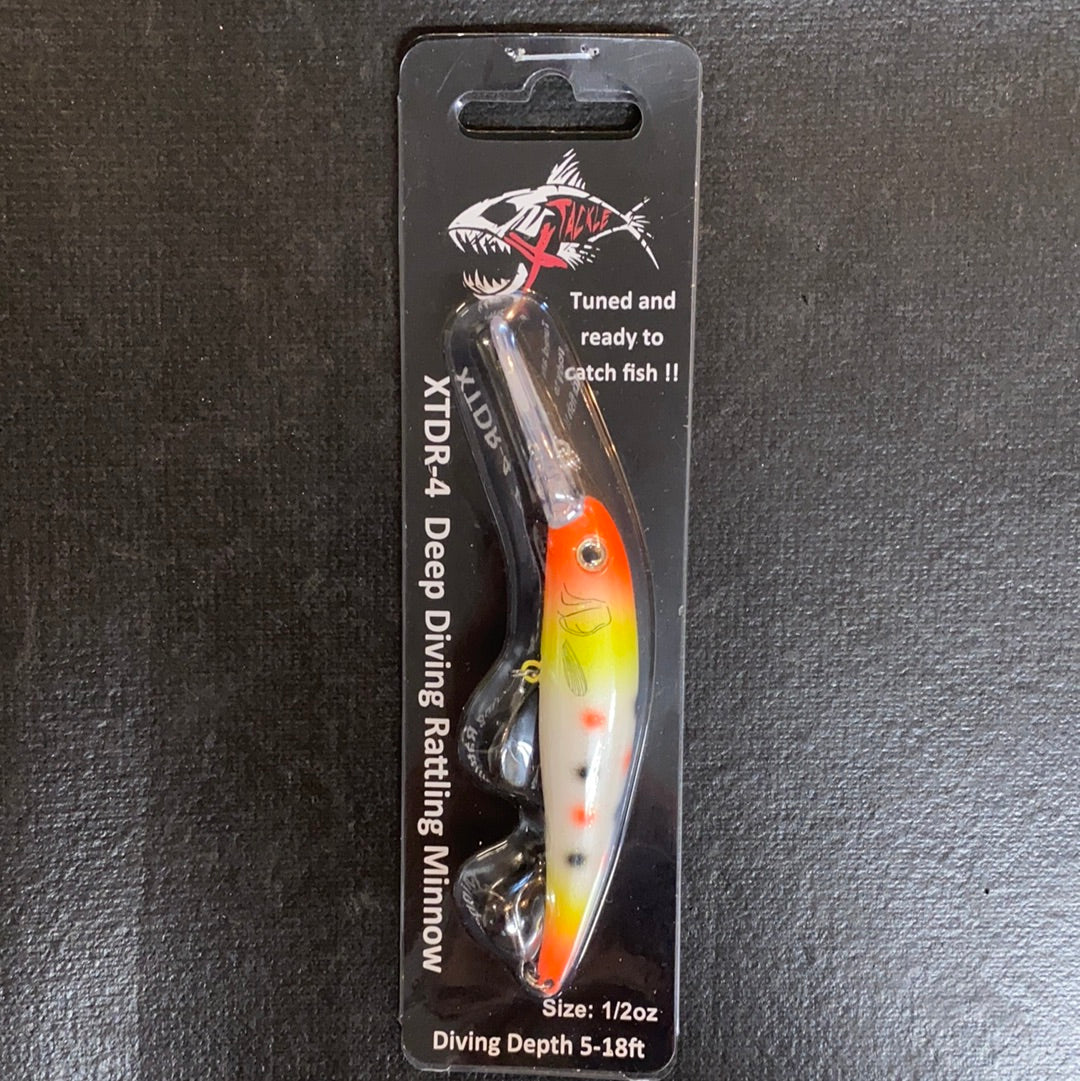 X TACKLE
Tuned and
ready to
catch fish !!
XTDR-4 Deep Diving Rattling Minnow
Size: 1/2oz
Diving Depth 5-18ft